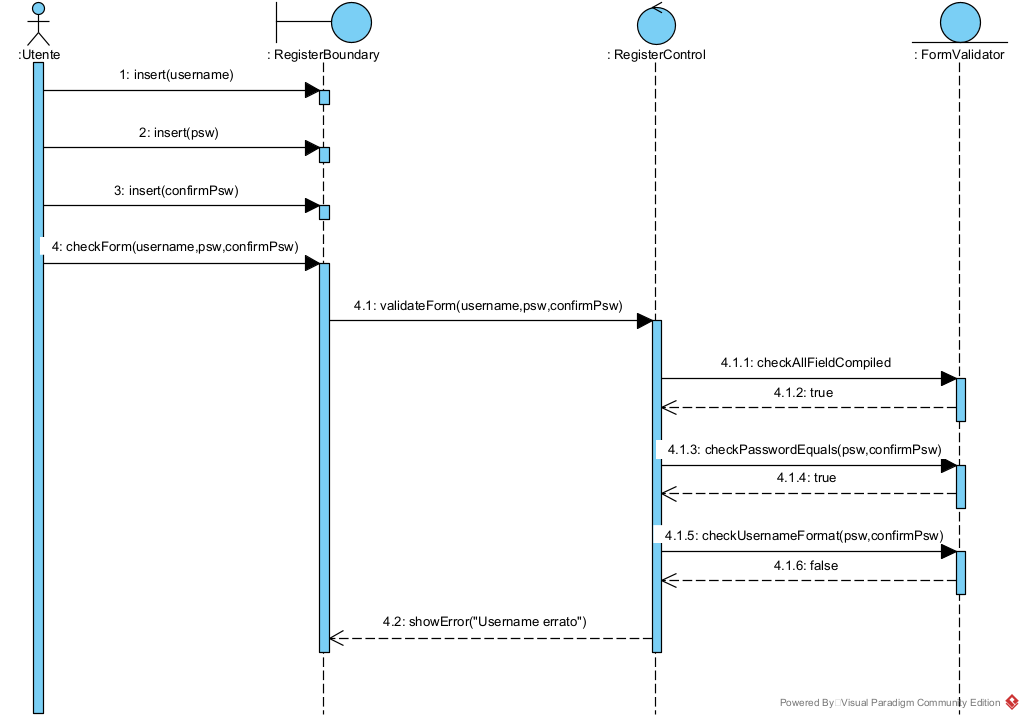 :Utente
: RegisterBoundary
: RegisterControl
: FormValidator
1: insert(username)
2: insert(psw)
3: insert(confirmPsw)
4: checkForm(username,psw,confirmPsw)
4.1: validateForm(username,psw,confirmPsw)
4.1.1: checkAllFieldCompiled
4.1.2: true
4.1.3: checkPasswordEquals(psw,confirmPsw)
4.1.4: true
4.1.5: checkUsernameFormat(psw,confirmPsw)
4.1.6: false
4.2: showError("Username errato")
Powered By Visual Paradigm Community Edition